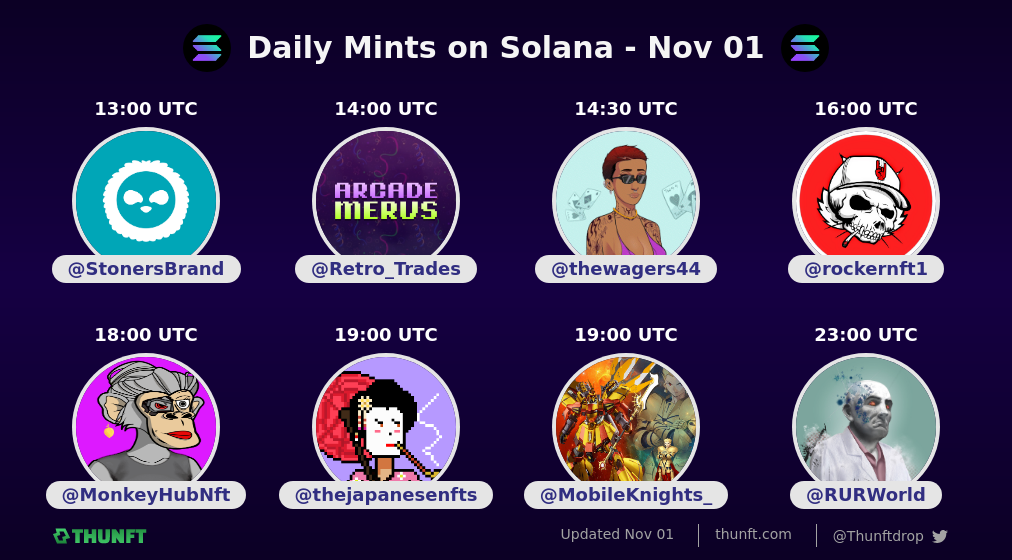 Daily Mints on Solana - Nov 01
13:00 UTC
14:00 UTC
14:30 UTC
16:00 UTC
ARCADE
MERUS
@StonersBrand
@Retro_Trades
@thewagers44
@rockernft1
18:00 UTC
19:00 UTC
19:00 UTC
23:00 UTC
@MonkeyHubNft
@thejapanesenfts
@MobileKnights_
@RURWorld
THUNFT
Updated Nov 01
thunft.com
@Thunftdrop